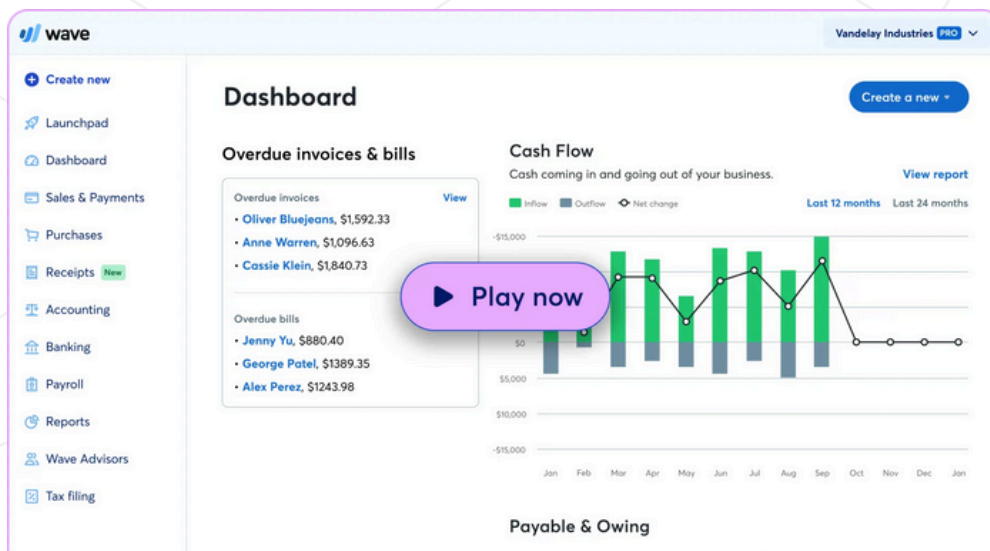 wave
Vandelay Industries PRO
Create new
Launchpad
Dashboard
Sales & Payments
Purchases
Receipts New
Accounting
Banking
Payroll
Reports
Wave Advisors
Tax filing
Dashboard
Create a new
Overdue invoices & bills
Overdue invoices View
• Oliver Bluejeans, $1,592.33
• Anne Warren, $1,096.63
• Cassie Klein, $1,840.73
Overdue bills
• Jenny Yu, $880.40
• George Patel, $1389.35
• Alex Perez, $1243.98
Play now
Cash Flow
Cash coming in and going out of your business.
View report
Inflow Outflow Net change
Last 12 months Last 24 months
-$15,000
$0
$5,000
$10,000
-$15,000
Jan Feb Mar Apr May Jun Jul Aug Sep Oct Nov Dec Jan
Payable & Owing